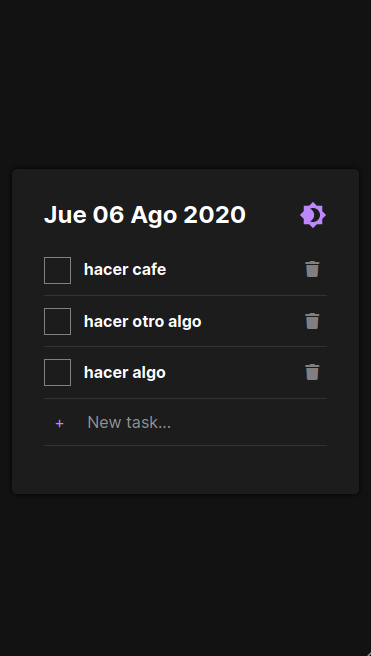 Jue 06 Ago 2020
hacer cafe
hacer otro algo
hacer algo
+ New task...